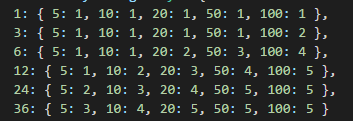 1: { 5: 1, 10: 1, 20: 1, 50: 1, 100: 1 },
3: { 5: 1, 10: 1, 20: 1, 50: 1, 100: 2 },
6: { 5: 1, 10: 1, 20: 2, 50: 3, 100: 4 },
12: { 5: 1, 10: 2, 20: 3, 50: 4, 100: 5 },
24: { 5: 2, 10: 3, 20: 4, 50: 5, 100: 5 },
36: { 5: 3, 10: 4, 20: 5, 50: 5, 100: 5 }